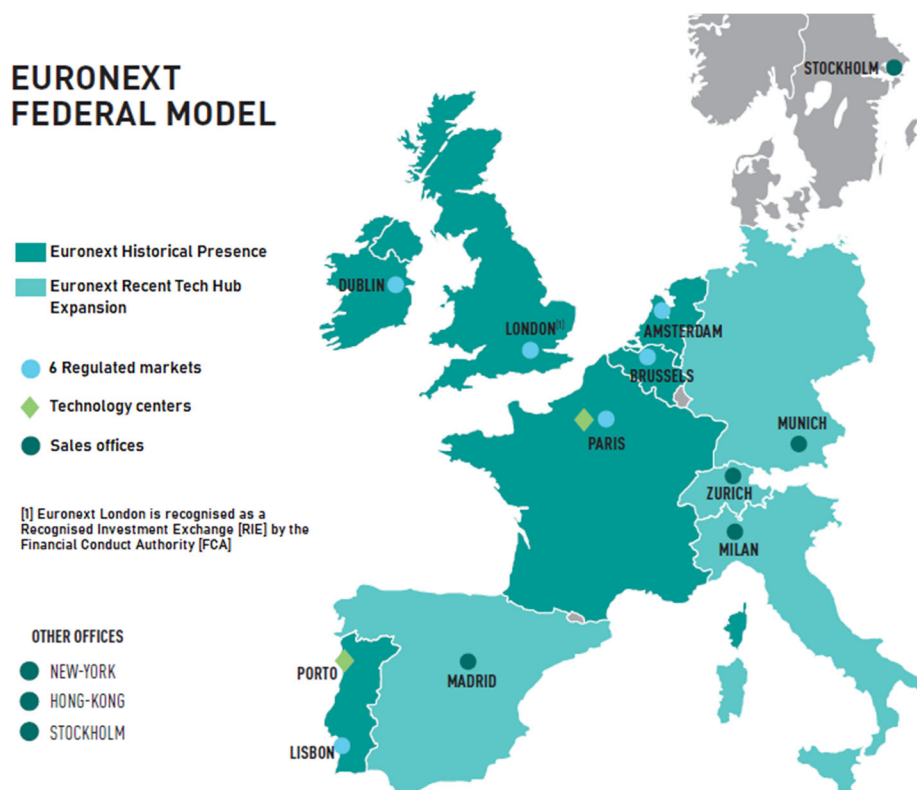 EURONEXT
FEDERAL MODEL
STOCKHOLM
Euronext Historical Presence
Euronext Recent Tech Hub
Expansion
DUBLIN
LONDON[1]
AMSTERDAM
BRUSSELS
6 Regulated markets
Technology centers
Sales offices
PARIS
MUNICH
ZURICH
MILAN
[1] Euronext London is recognised as a
Recognised Investment Exchange [RIE] by the
Financial Conduct Authority [FCA]
OTHER OFFICES
NEW-YORK
HONG-KONG
STOCKHOLM
PORTO
MADRID
LISBON